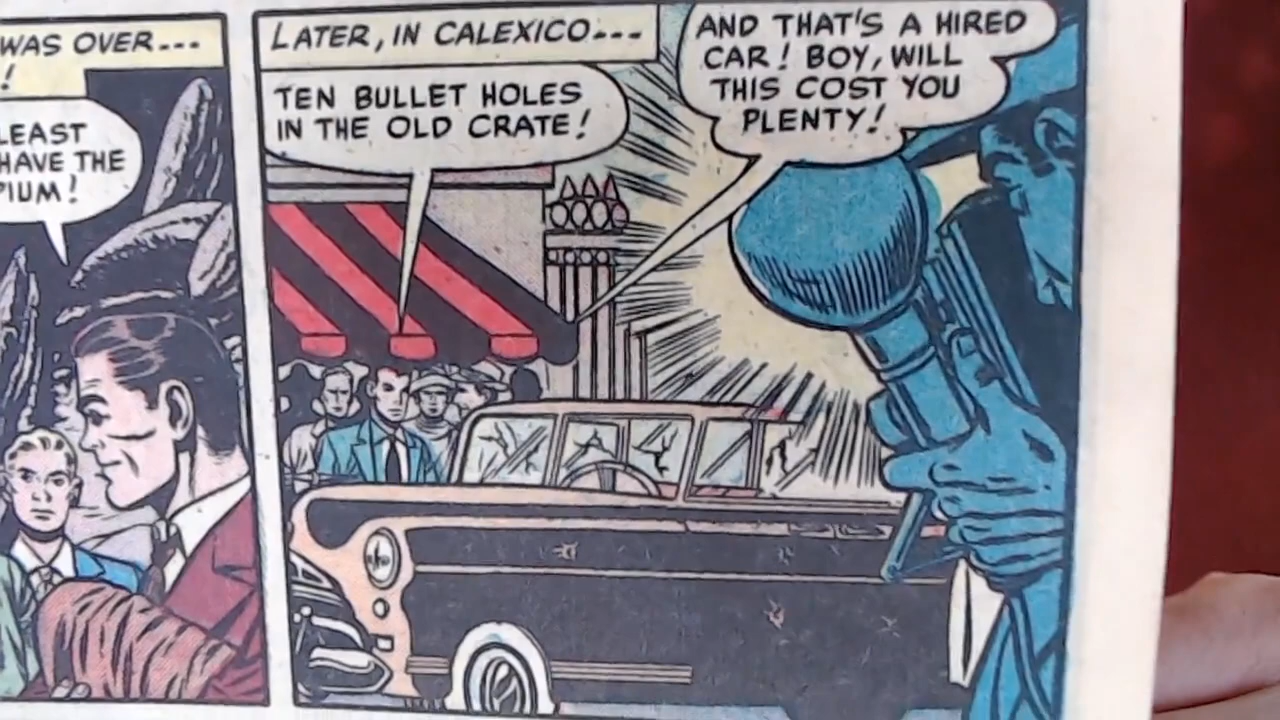 WAS OVER---
!
LEAST
HAVE THE
PIUM!
LATER, IN CALEXICO---
TEN BULLET HOLES
IN THE OLD CRATE!
AND THAT'S A HIRED
CAR! BOY, WILL
THIS COST YOU
PLENTY!